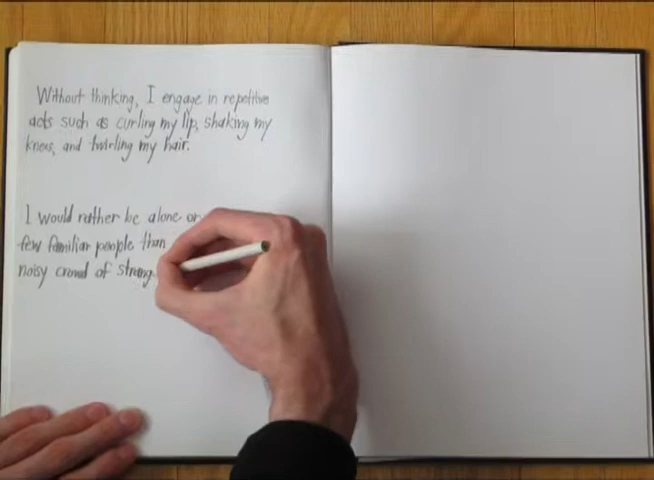 Without thinking, I engage in repetitive
acts such as curling my lip, shaking my
knees, and twirling my hair.
I would rather be alone or
few familiar people than
noisy crowd of strang